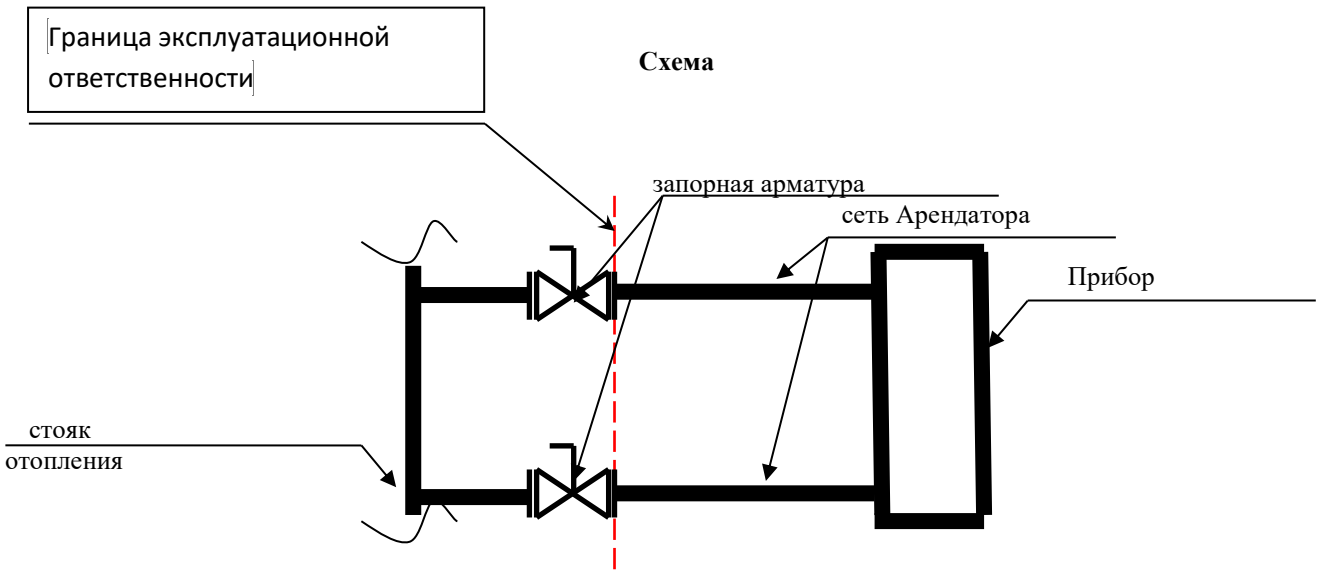 Граница эксплуатационной
ответственности
Схема
запорная арматура
сеть Арендатора
Прибор
стояк
отопления